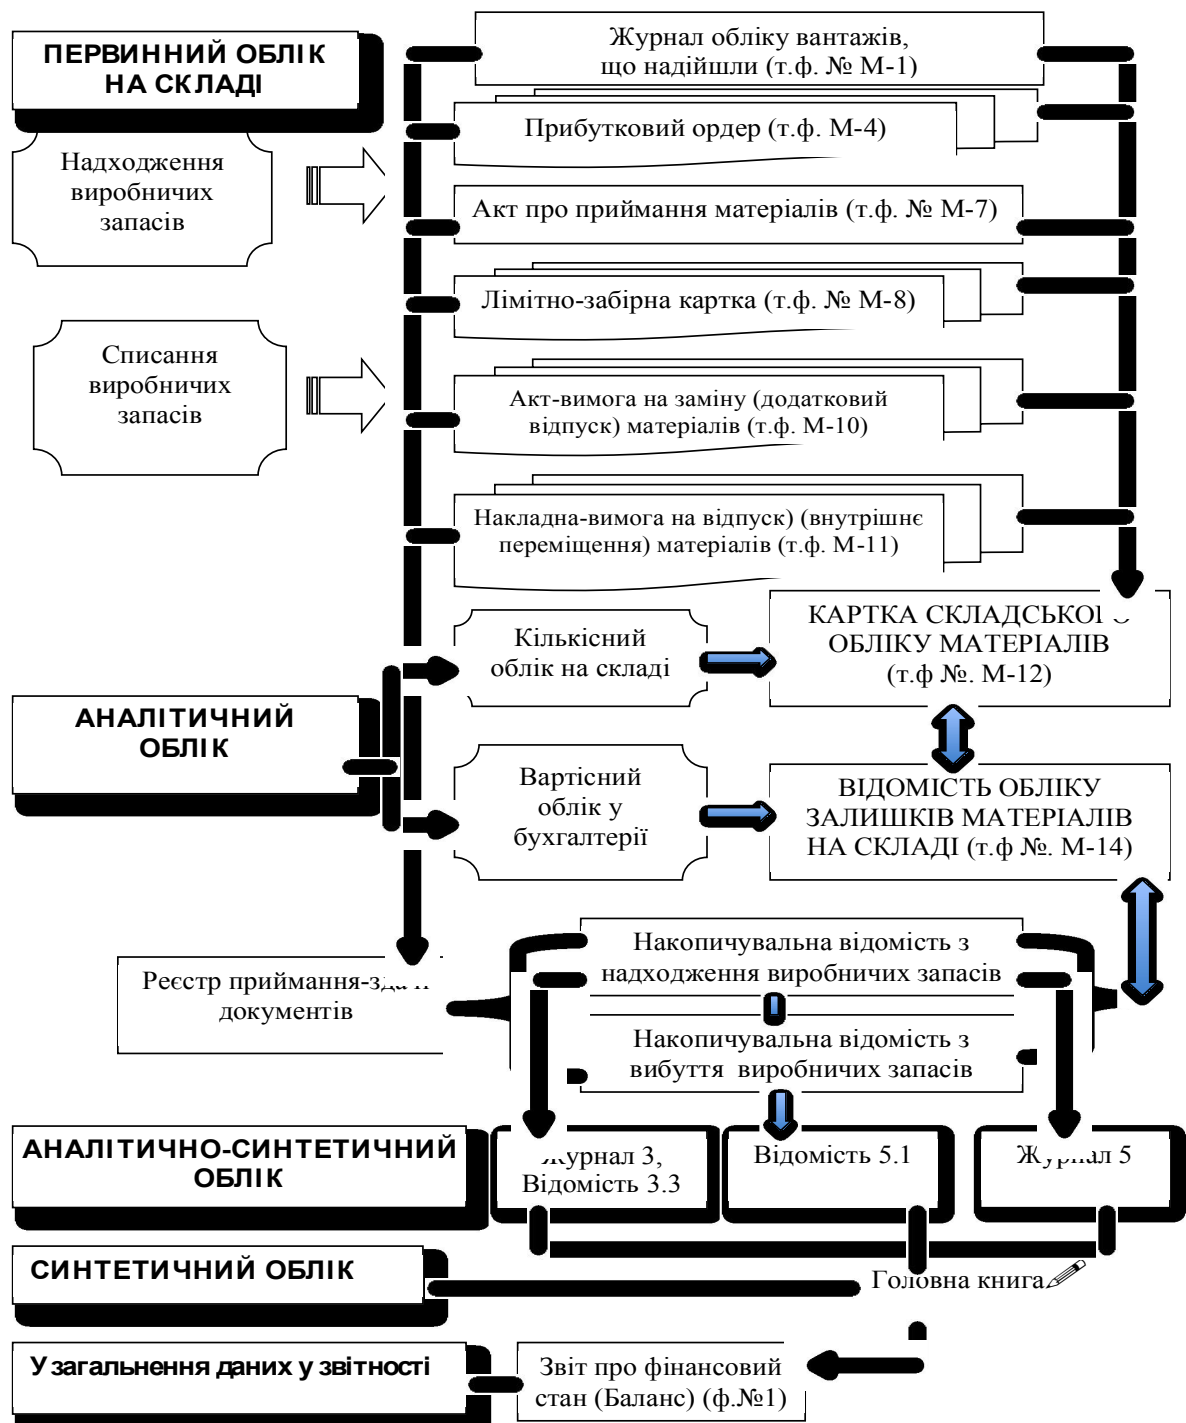 ПЕРВИННИЙ ОБЛІК
НА СКЛАДІ
Журнал обліку вантажів,
що надійшли (т.ф. № М-1)
Прибутковий ордер (т.ф. М-4)
Надходження
виробничих
запасів
Акт про приймання матеріалів (т.ф. № М-7)
Лімітно-забірна картка (т.ф. № М-8)
Списання
виробничих
запасів
Акт-вимога на заміну (додатковий
відпуск) матеріалів (т.ф. М-10)
Накладна-вимога на відпуск) (внутрішнє
переміщення) матеріалів (т.ф. М-11)
Кількісний
облік на складі
КАРТКА СКЛАДСЬКОГО
ОБЛІКУ МАТЕРІАЛІВ
(т.ф №. М-12)
АНАЛІТИЧНИЙ
ОБЛІК
Вартісний
облік у
бухгалтерії
ВІДОМІСТЬ ОБЛІКУ
ЗАЛИШКІВ МАТЕРІАЛІВ
НА СКЛАДІ (т.ф №. М-14)
Реєстр приймання-здачі
документів
Накопичувальна відомість з
надходження виробничих запасів
Накопичувальна відомість з
вибуття виробничих запасів
АНАЛІТИЧНО-СИНТЕТИЧНИЙ
ОБЛІК
Журнал 3,
Відомість 3.3
Відомість 5.1
Журнал 5
СИНТЕТИЧНИЙ ОБЛІК
Головна книга
Узагальнення даних у звітності
Звіт про фінансовий
стан (Баланс) (ф.№1)